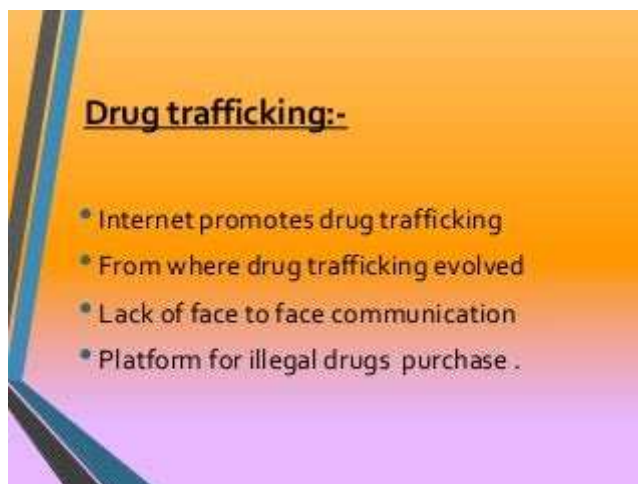 Drug trafficking:-
• Internet promotes drug trafficking
• From where drug trafficking evolved
• Lack of face to face communication
• Platform for illegal drugs purchase .